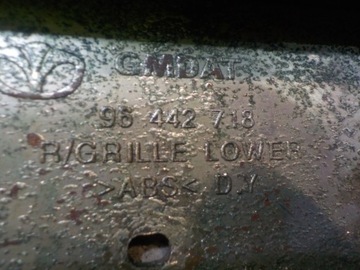 GMDAT
96 442 718
R/GRILLE LOWER
>ABS< D.Y